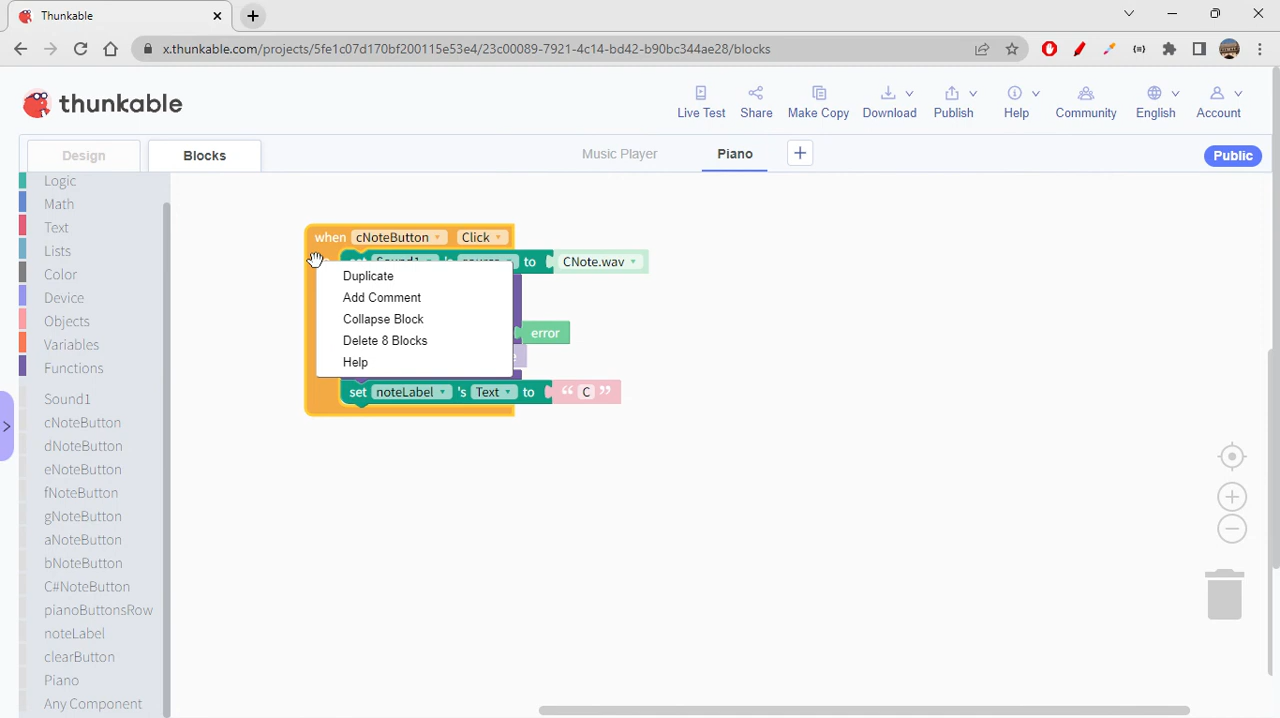 Thunkable
x.thunkable.com/projects/5fe1c07d170bf200115e53e4/23c00089-7921-4c14-bd42-b90bc344ae28/blocks
thunkable
Live Test
Share
Make Copy
Download
Publish
Help
Community
English
Account
Design
Blocks
Music Player
Piano
Public
Logic
Math
Text
Lists
Color
Device
Objects
Variables
Functions
Sound1
cNoteButton
dNoteButton
eNoteButton
fNoteButton
gNoteButton
aNoteButton
bNoteButton
C#NoteButton
pianoButtonsRow
noteLabel
clearButton
Piano
Any Component
when cNoteButton Click
set Sound1 's source to CNote.wav
Duplicate
Add Comment
Collapse Block
Delete 8 Blocks
Help
error
set noteLabel 's Text to “ C ”